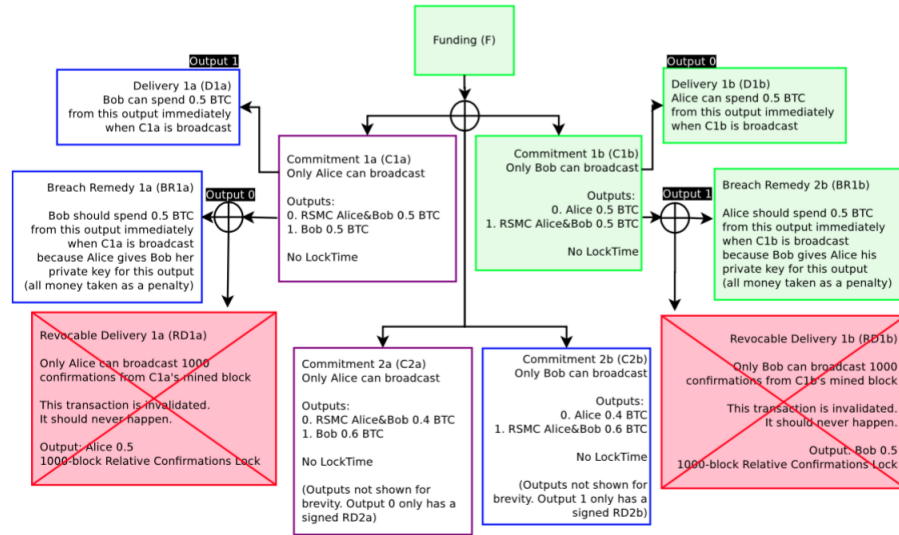 Funding (F)
Output 1
Delivery 1a (D1a)
Bob can spend 0.5 BTC
from this output immediately
when C1a is broadcast
Output 0
Delivery 1b (D1b)
Alice can spend 0.5 BTC
from this output immediately
when C1b is broadcast
Commitment 1a (C1a)
Only Alice can broadcast
Outputs:
0. RSMC Alice&Bob 0.5 BTC
1. Bob 0.5 BTC
No LockTime
Commitment 1b (C1b)
Only Bob can broadcast
Outputs:
0. Alice 0.5 BTC
1. RSMC Alice&Bob 0.5 BTC
No LockTime
Output 0
Breach Remedy 1a (BR1a)
Bob should spend 0.5 BTC
from this output immediately
when C1a is broadcast
because Alice gives Bob her
private key for this output
(all money taken as a penalty)
Output 1
Breach Remedy 2b (BR1b)
Alice should spend 0.5 BTC
from this output immediately
when C1b is broadcast
because Bob gives Alice his
private key for this output
(all money taken as a penalty)
Revocable Delivery 1a (RD1a)
Only Alice can broadcast 1000
confirmations from C1a's mined block
This transaction is invalidated.
It should never happen.
Output: Alice 0.5
1000-block Relative Confirmations Lock
Commitment 2a (C2a)
Only Alice can broadcast
Outputs:
0. RSMC Alice&Bob 0.4 BTC
1. Bob 0.6 BTC
No LockTime
(Outputs not shown for
brevity. Output 0 only has a
signed RD2a)
Commitment 2b (C2b)
Only Bob can broadcast
Outputs:
0. Alice 0.4 BTC
1. RSMC Alice&Bob 0.6 BTC
No LockTime
(Outputs not shown for
brevity. Output 1 only has a
signed RD2b)
Revocable Delivery 1b (RD1b)
Only Bob can broadcast 1000
confirmations from C1b's mined block
This transaction is invalidated.
It should never happen.
Output: Bob 0.5
1000-block Relative Confirmations Lock